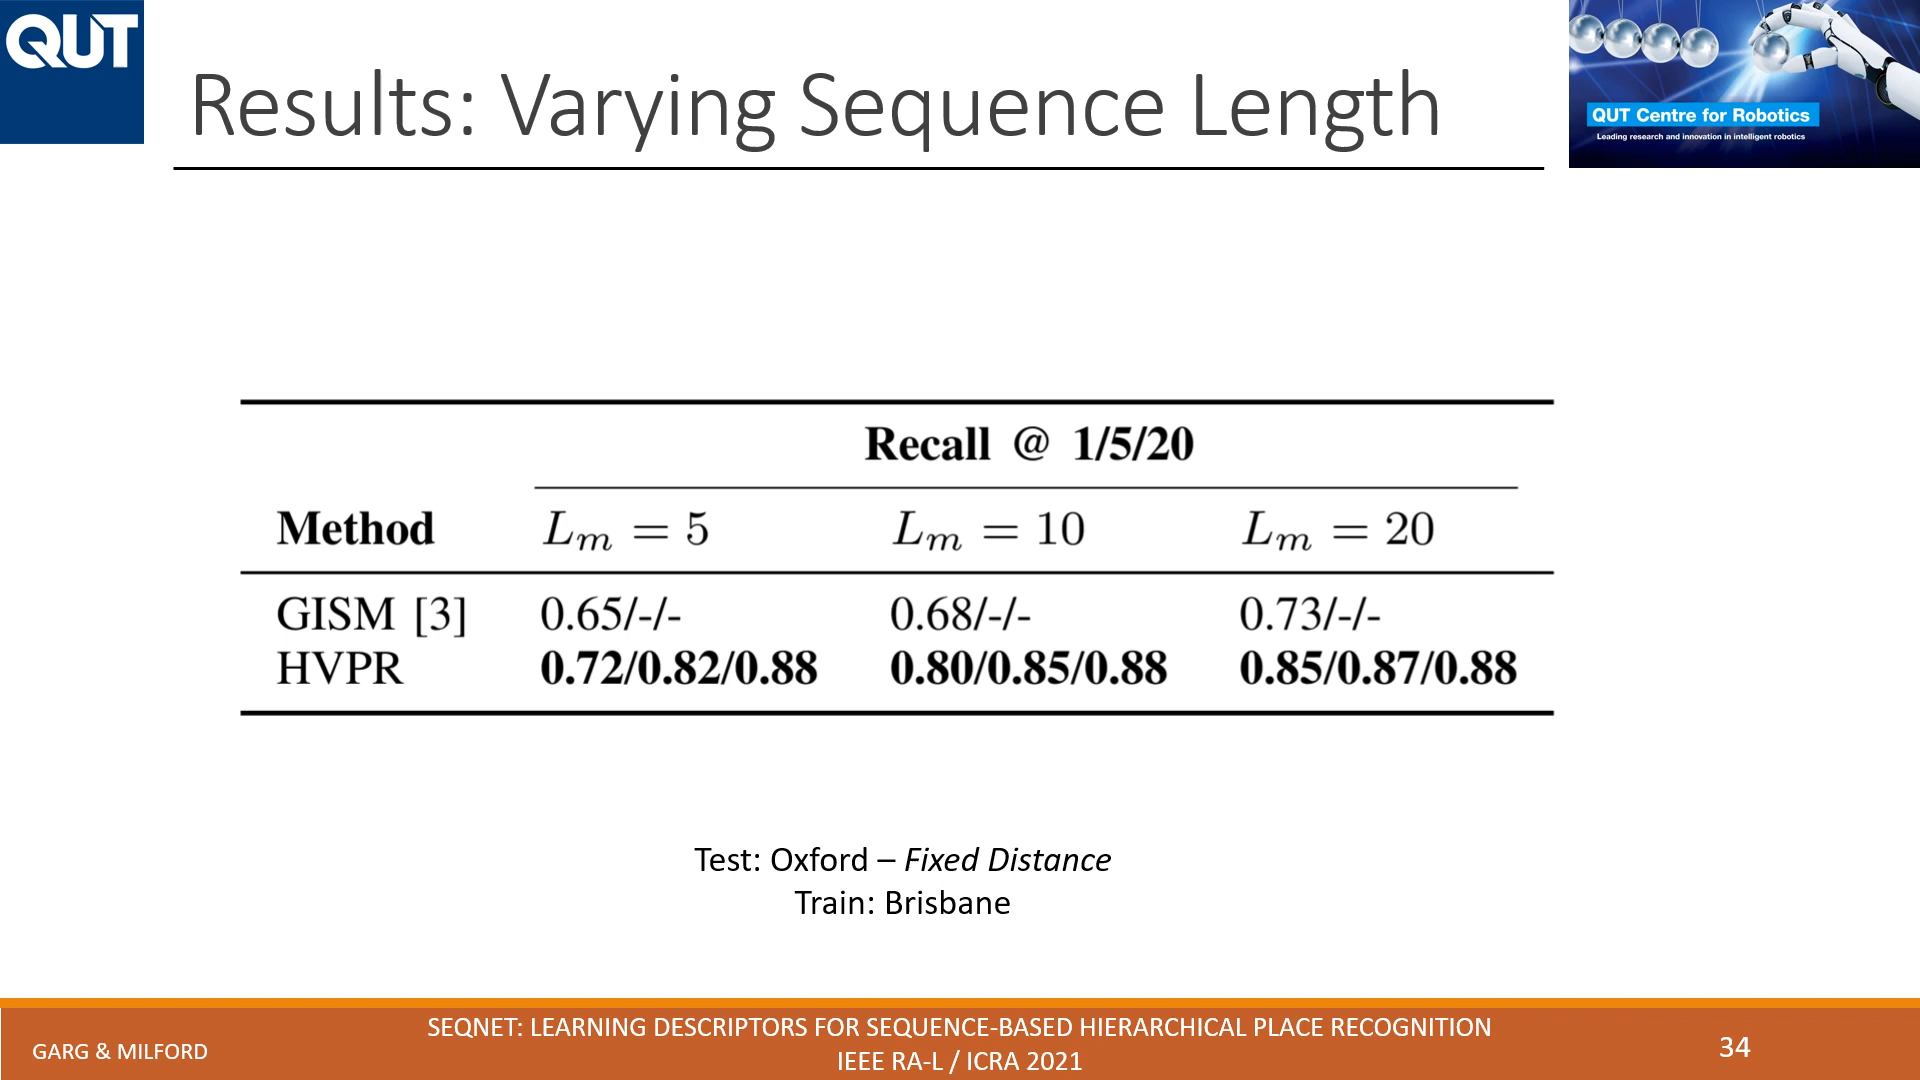 QUT
Results: Varying Sequence Length
QUT Centre for Robotics
Leading research and innovation in intelligent robotics
Recall @ 1/5/20
Method Lm = 5 Lm = 10 Lm = 20
GISM [3] 0.65/-/- 0.68/-/- 0.73/-/-
HVPR 0.72/0.82/0.88 0.80/0.85/0.88 0.85/0.87/0.88
Test: Oxford – Fixed Distance
Train: Brisbane
GARG & MILFORD
SEQNET: LEARNING DESCRIPTORS FOR SEQUENCE-BASED HIERARCHICAL PLACE RECOGNITION
IEEE RA-L / ICRA 2021
34